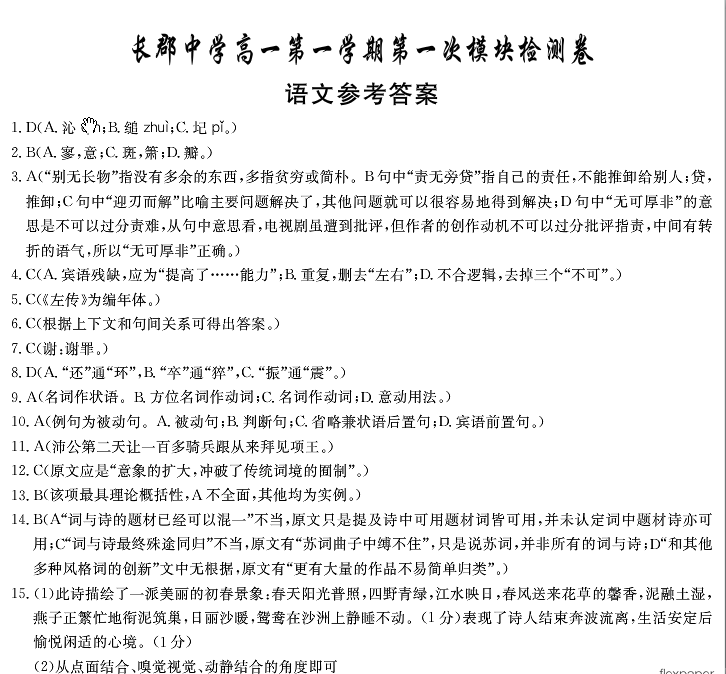 长郡中学高一第一学期第一次模块检测卷
语文参考答案
1. D(A. 沁 ;B. 缒 zhuì;C. 圮 pǐ。)
2. B(A. 寥,意;C. 斑,箫;D. 瓣。)
3. A(“别无长物”指没有多余的东西,多指贫穷或简朴。B句中“责无旁贷”指自己的责任,不能推卸给别人;贷,
推卸;C句中“迎刃而解”比喻主要问题解决了,其他问题就可以很容易地得到解决;D句中“无可厚非”的意
思是不可以过分责难,从句中意思看,电视剧虽遭到批评,但作者的创作动机不可以过分批评指责,中间有转
折的语气,所以“无可厚非”正确。)
4. C(A. 宾语残缺,应为“提高了……能力”;B. 重复,删去“左右”;D. 不合逻辑,去掉三个“不可”。)
5. C(《左传》为编年体。)
6. C(根据上下文和句间关系可得出答案。)
7. C(谢:谢罪。)
8. D(A. “还”通“环”,B. “卒”通“猝”,C. “振”通“震”。)
9. A(名词作状语。B. 方位名词作动词;C. 名词作动词;D. 意动用法。)
10. A(例句为被动句。A. 被动句;B. 判断句;C. 省略兼状语后置句;D. 宾语前置句。)
11. A(沛公第二天让一百多骑兵跟从来拜见项王。)
12. C(原文应是“意象的扩大,冲破了传统词境的囿制”。)
13. B(该项最具理论概括性,A不全面,其他均为实例。)
14. B(A“词与诗的题材已经可以混一”不当,原文只是提及诗中可用题材词皆可用,并未认定词中题材诗亦可
用;C“词与诗最终殊途同归”不当,原文有“苏词曲子中缚不住”,只是说苏词,并非所有的词与诗;D“和其他
多种风格词的创新”文中无根据,原文有“更有大量的作品不易简单归类”。)
15. (1)此诗描绘了一派美丽的初春景象:春天阳光普照,四野青绿,江水映日,春风送来花草的馨香,泥融土湿,
燕子正繁忙地衔泥筑巢,日丽沙暖,鸳鸯在沙洲上静睡不动。(1分)表现了诗人结束奔波流离,生活安定后
愉悦闲适的心境。(1分)
(2)从点面结合、嗅觉视觉、动静结合的角度即可
flexpaper